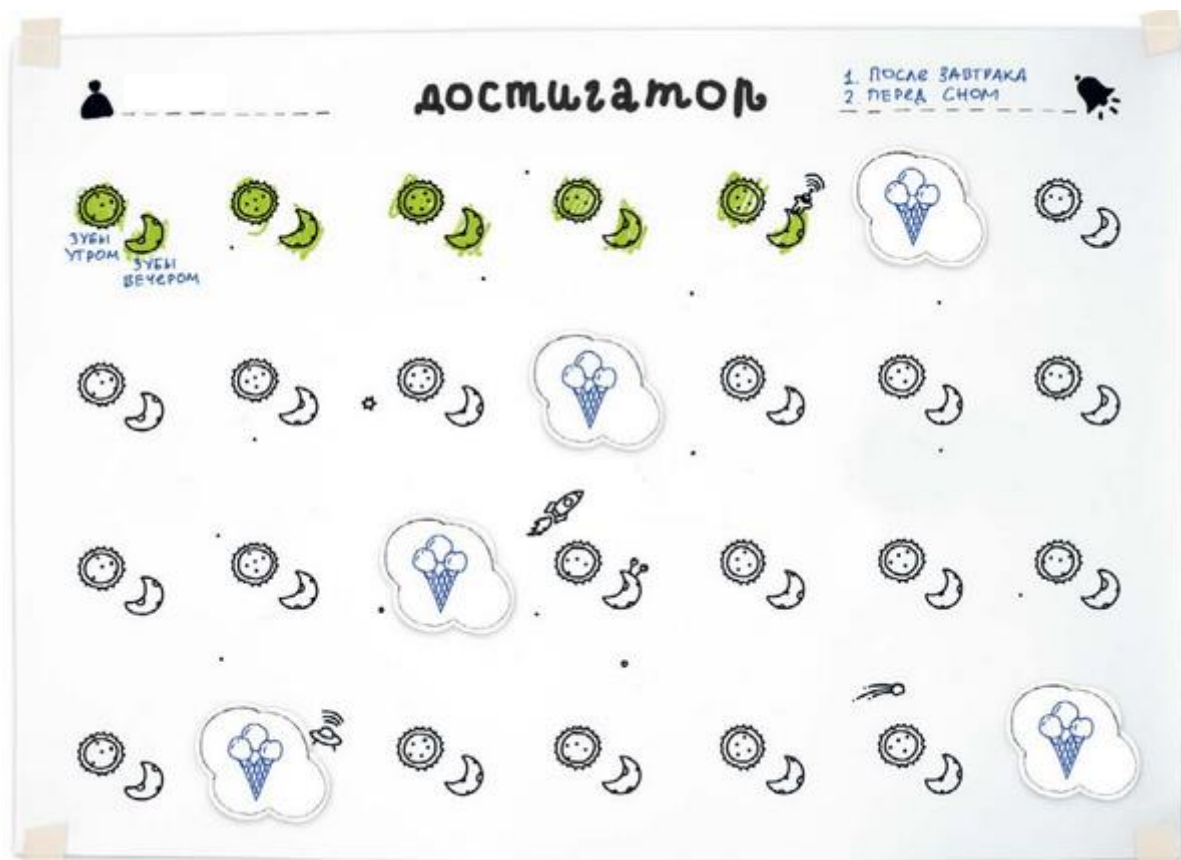 достигатор
1. ПОСЛЕ ЗАВТРАКА
2. ПЕРЕД СНОМ
ЗУБЫ
УТРОМ
ЗУБЫ
ВЕЧЕРОМ